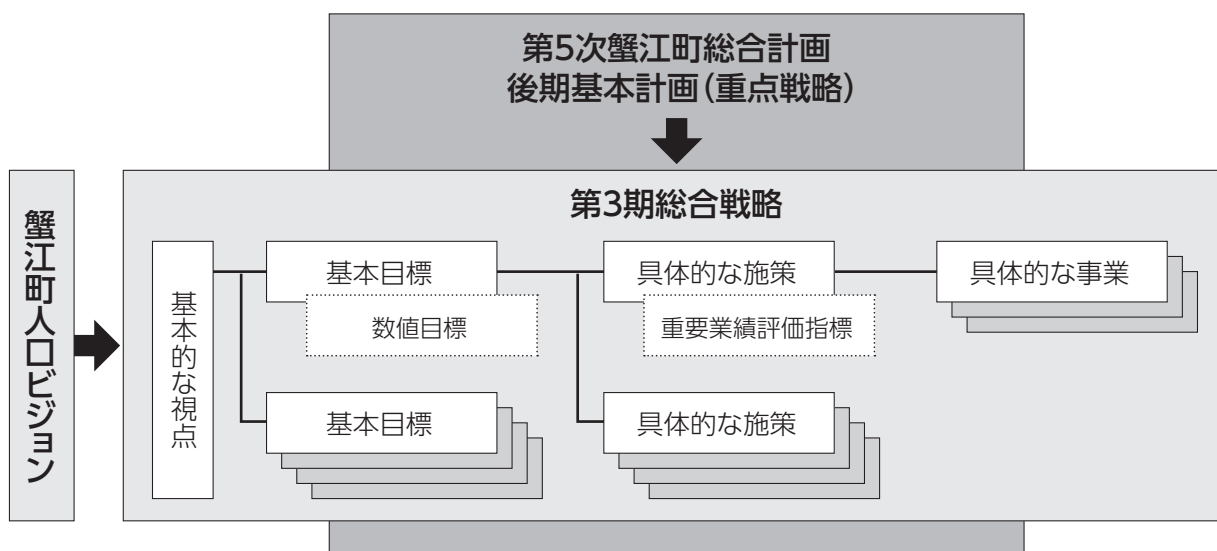 第5次蟹江町総合計画
後期基本計画（重点戦略）
蟹江町人口ビジョン
第3期総合戦略
基本的な視点
基本目標
数値目標
具体的な施策
重要業績評価指標
具体的な事業
基本目標
具体的な施策